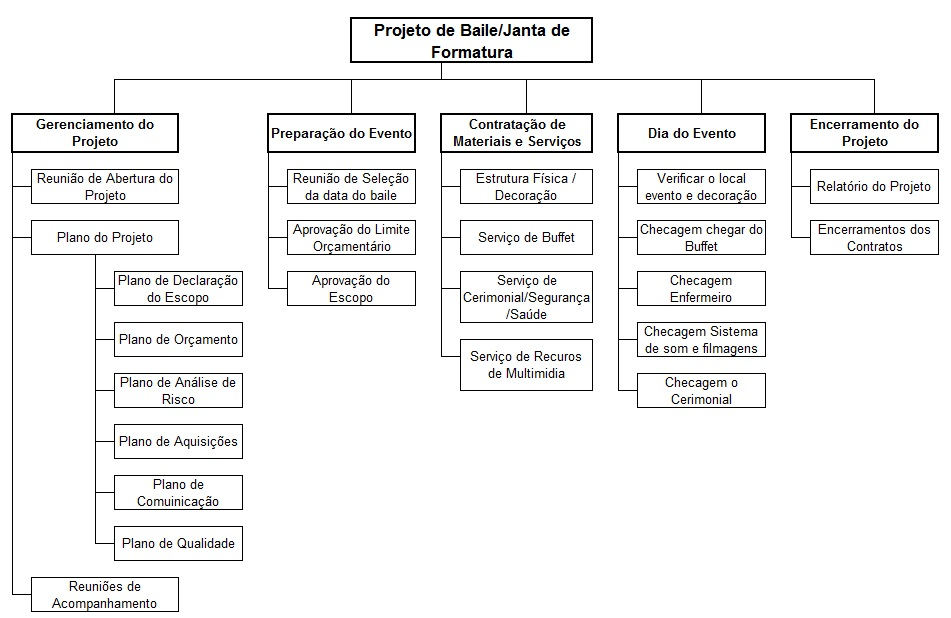 Projeto de Baile/Janta de
Formatura
Gerenciamento do
Projeto
Reunião de Abertura do
Projeto
Plano do Projeto
Plano de Declaração
do Escopo
Plano de Orçamento
Plano de Análise de
Risco
Plano de Aquisições
Plano de
Comuinicação
Plano de Qualidade
Reuniões de
Acompanhamento
Preparação do Evento
Reunião de Seleção
da data do baile
Aprovação do Limite
Orçamentário
Aprovação do
Escopo
Contratação de
Materiais e Serviços
Estrutura Física /
Decoração
Serviço de Buffet
Serviço de
Cerimonial/Segurança
/Saúde
Serviço de Recuros
de Multimidia
Dia do Evento
Verificar o local
evento e decoração
Checagem chegar do
Buffet
Checagem
Enfermeiro
Checagem Sistema
de som e filmagens
Checagem o
Cerimonial
Encerramento do
Projeto
Relatório do Projeto
Encerramentos dos
Contratos